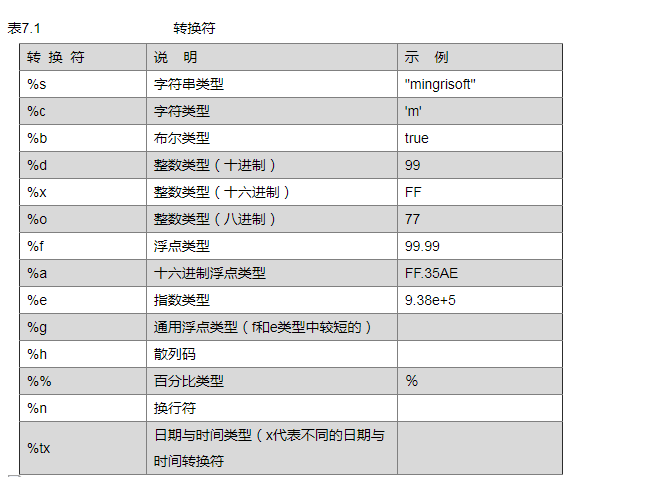 表7.1 转换符
转 换 符 说 明 示 例
%s 字符串类型 "mingrisoft"
%c 字符类型 'm'
%b 布尔类型 true
%d 整数类型（十进制） 99
%x 整数类型（十六进制） FF
%o 整数类型（八进制） 77
%f 浮点类型 99.99
%a 十六进制浮点类型 FF.35AE
%e 指数类型 9.38e+5
%g 通用浮点类型（f和e类型中较短的）
%h 散列码
%% 百分比类型 %
%n 换行符
%tx 日期与时间类型（x代表不同的日期与
时间转换符